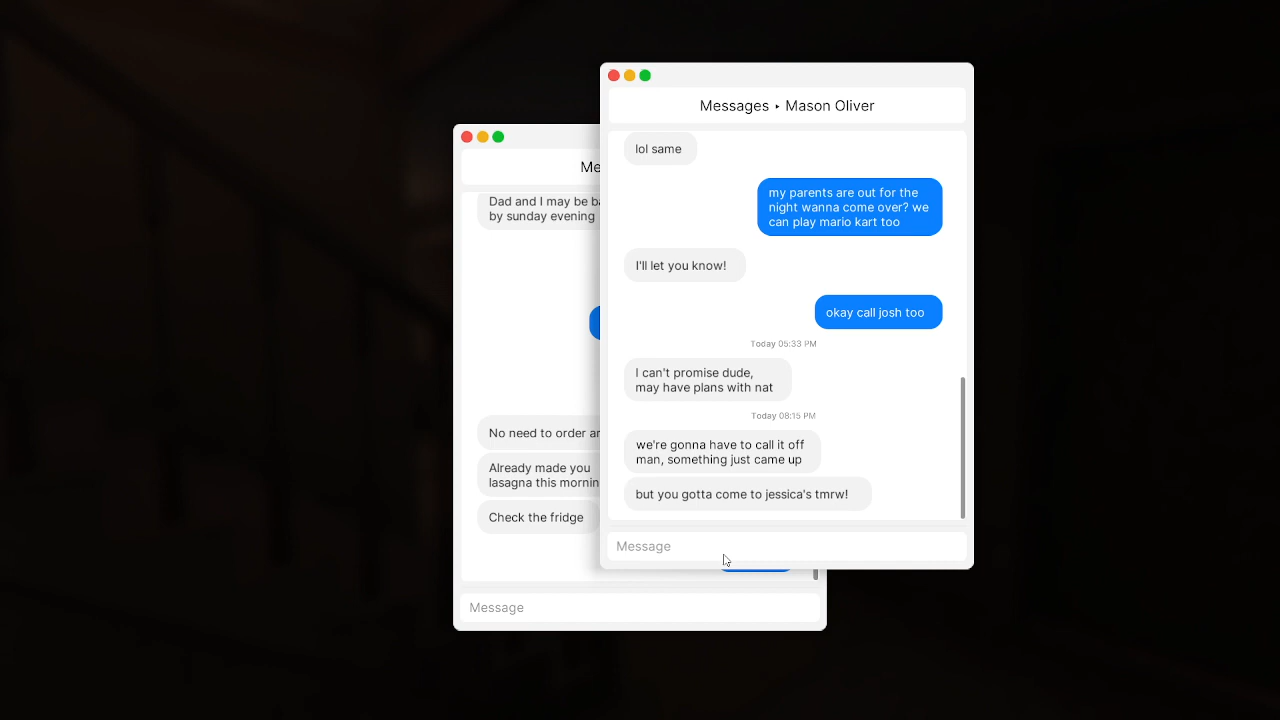 Messages ▸ Mason Oliver
lol same
my parents are out for the
night wanna come over? we
can play mario kart too
I'll let you know!
okay call josh too
Today 05:33 PM
I can't promise dude,
may have plans with nat
Today 08:15 PM
we're gonna have to call it off
man, something just came up
but you gotta come to jessica's tmrw!
Message
Dad and I may be
by sunday evening
No need to order
Already made you
lasagna this
Check the fridge
Message